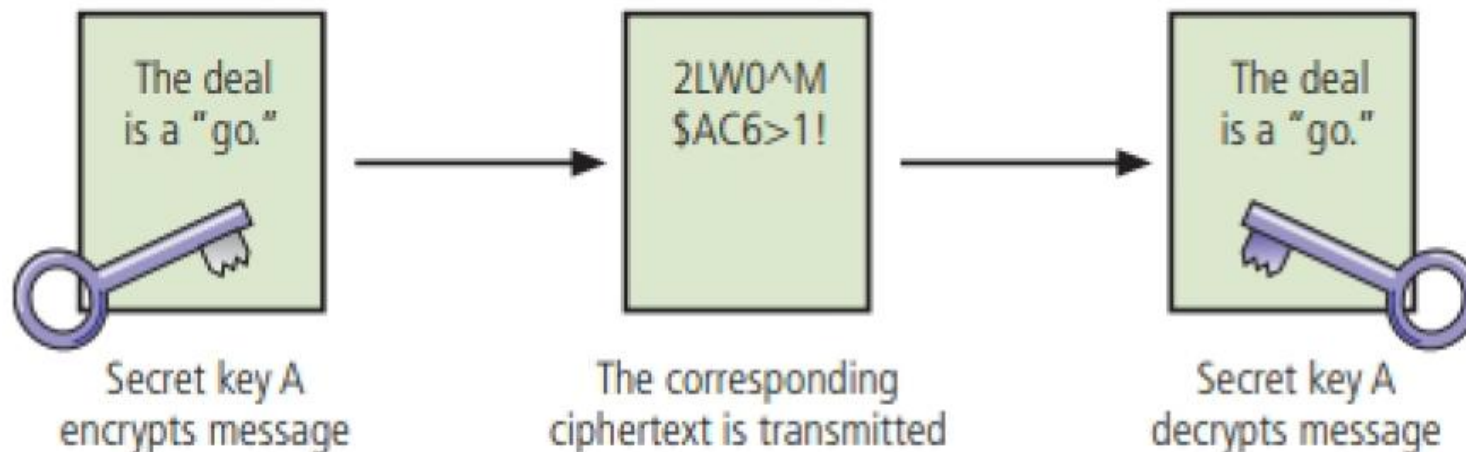 The deal
is a “go.”
Secret key A
encrypts message
2LW0^M
$AC6>1!
The corresponding
ciphertext is transmitted
The deal
is a “go.”
Secret key A
decrypts message